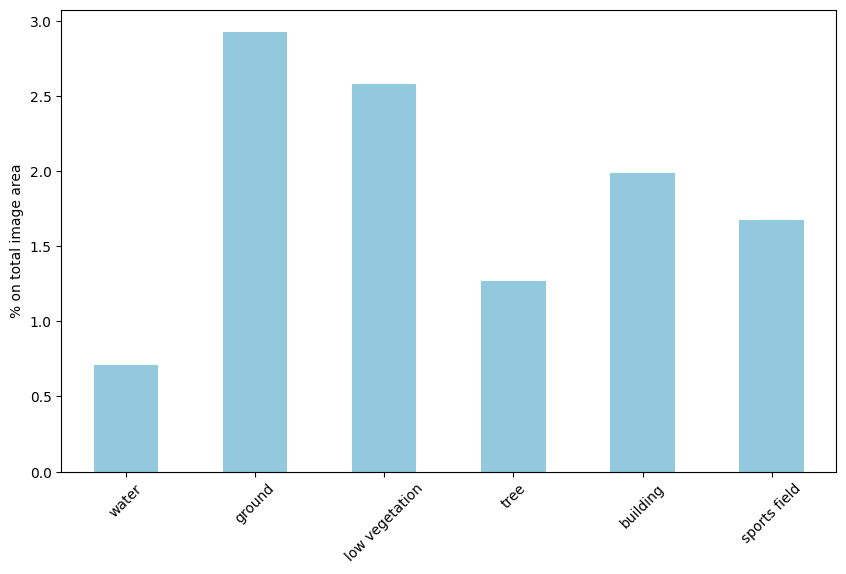 % on total image area
3.0
2.5
2.0
1.5
1.0
0.5
0.0
water
ground
low vegetation
tree
building
sports field